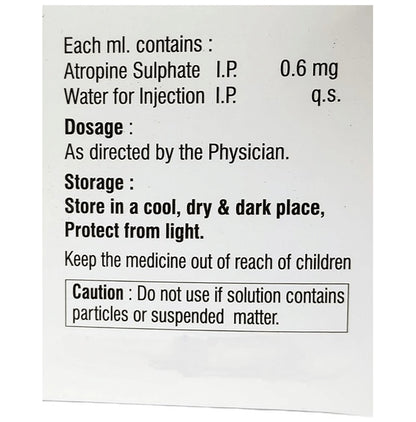 Each ml. contains :
Atropine Sulphate I.P. 0.6 mg
Water for Injection I.P. q.s.
Dosage :
As directed by the Physician.
Storage :
Store in a cool, dry & dark place,
Protect from light.
Keep the medicine out of reach of children
Caution : Do not use if solution contains
particles or suspended matter.